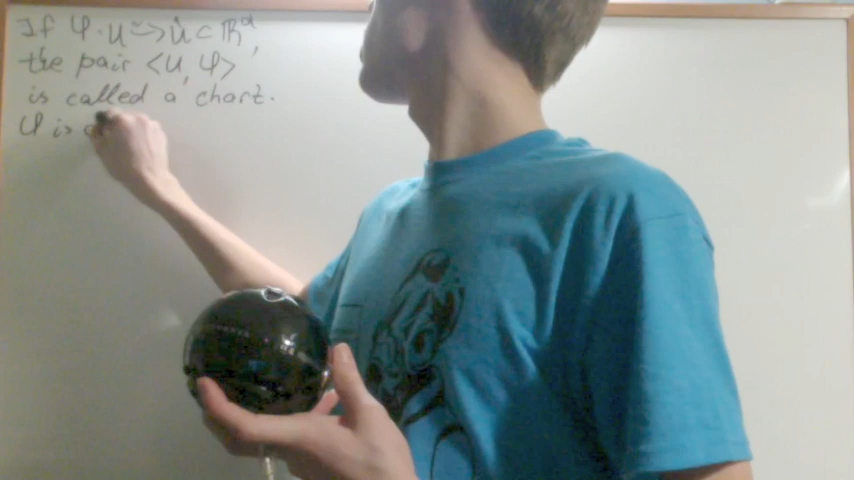 If φ: U ⥲ Ů ⊂ ℝᵈ,
the pair <U, φ>
is called a chart.
φ is